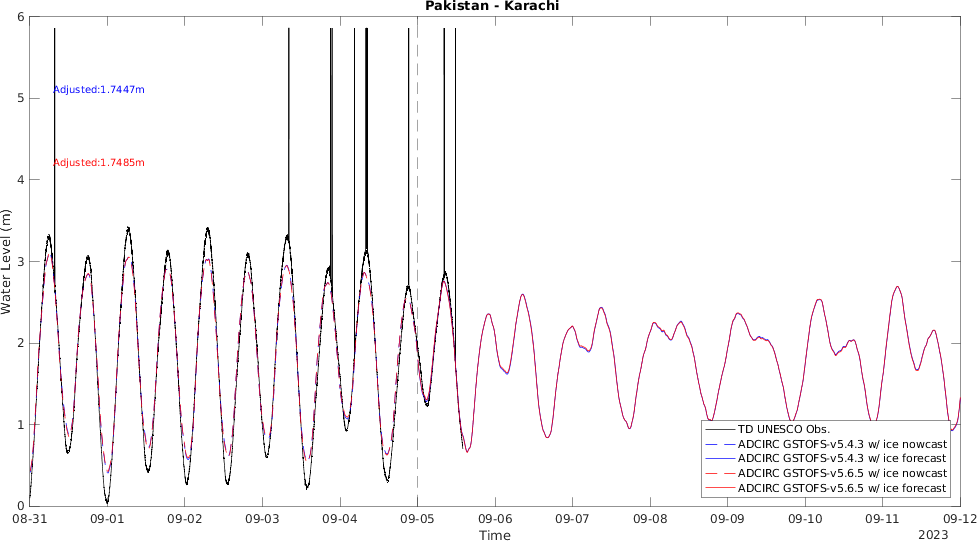 Pakistan - Karachi
6
5
4
3
2
1
0
Water Level (m)
Adjusted:1.7447m
Adjusted:1.7485m
TD UNESCO Obs.
ADCIRC GSTOFS-v5.4.3 w/ ice nowcast
ADCIRC GSTOFS-v5.4.3 w/ ice forecast
ADCIRC GSTOFS-v5.6.5 w/ ice nowcast
ADCIRC GSTOFS-v5.6.5 w/ ice forecast
08-31 09-01 09-02 09-03 09-04 09-05 09-06 09-07 09-08 09-09 09-10 09-11 09-12
Time
2023